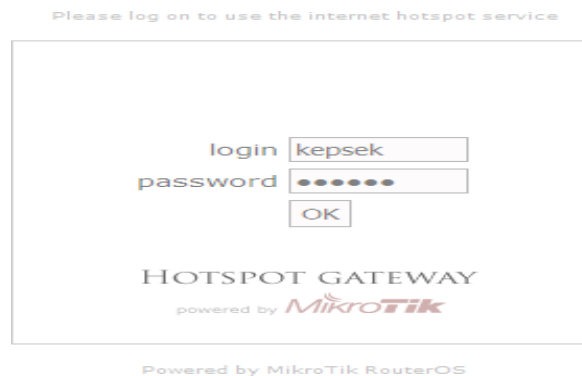 Please log on to use the internet hotspot service
login kepsek
password ••••••
OK
HOTSPOT GATEWAY
powered by MikroTik
Powered by MikroTik RouterOS